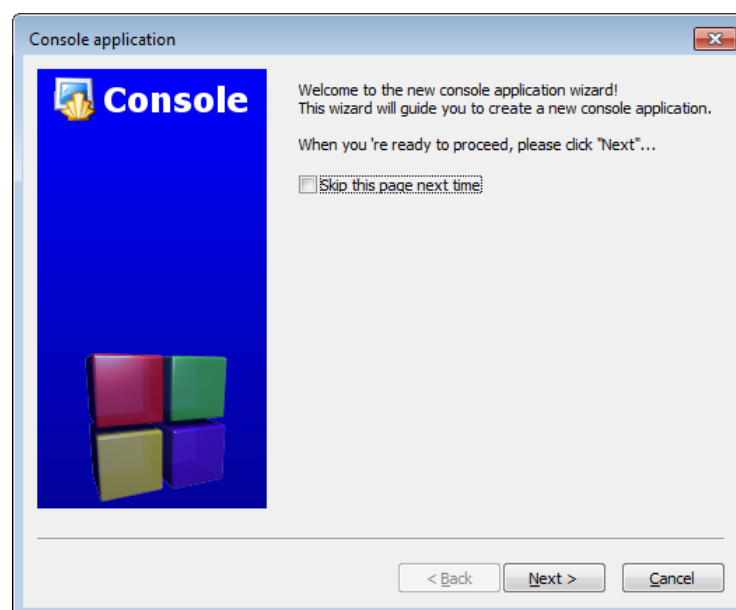 Console application
Console
Welcome to the new console application wizard!
This wizard will guide you to create a new console application.
When you 're ready to proceed, please click "Next"...
Skip this page next time
< Back
Next >
Cancel